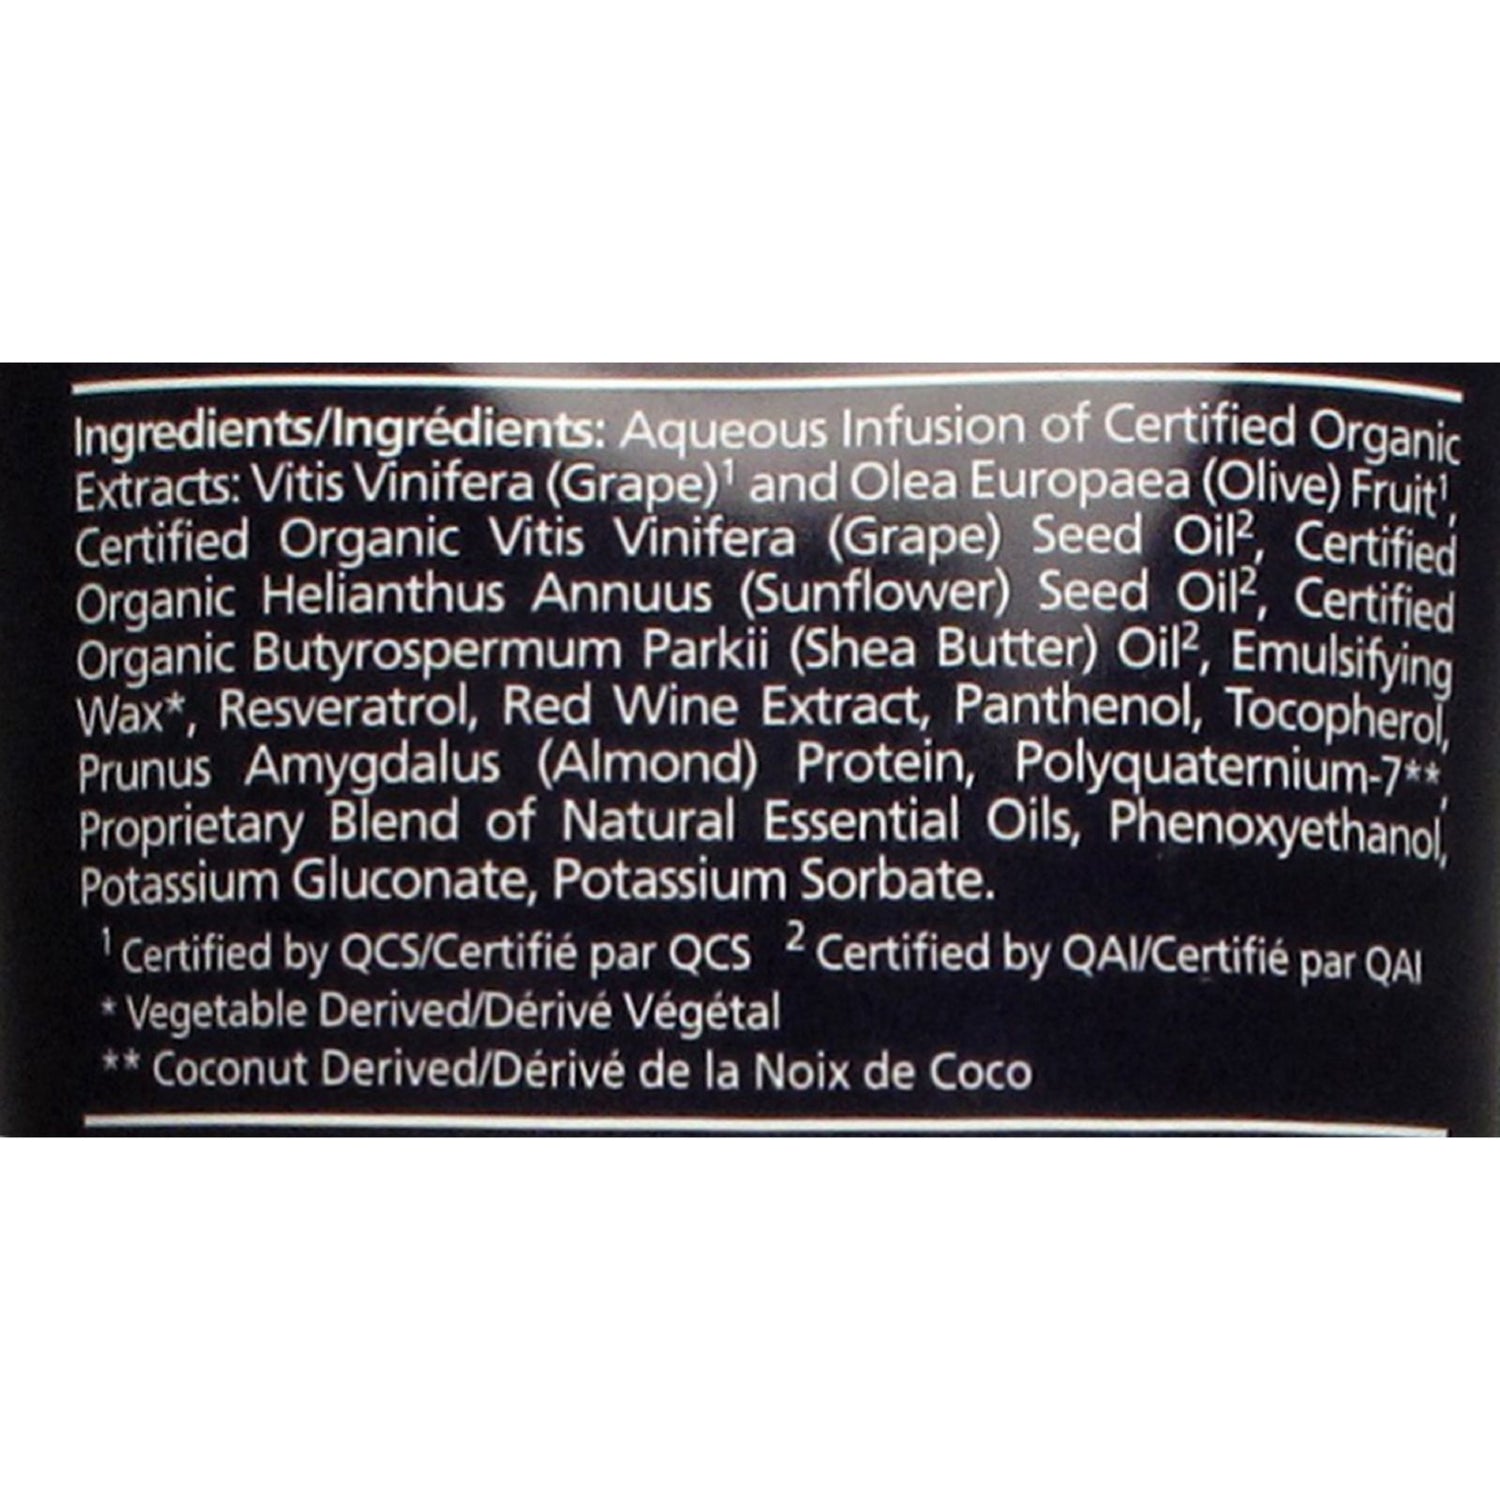 Ingredients/Ingrédients: Aqueous Infusion of Certified Organic
Extracts: Vitis Vinifera (Grape)¹ and Olea Europaea (Olive) Fruit¹,
Certified Organic Vitis Vinifera (Grape) Seed Oil², Certified
Organic Helianthus Annuus (Sunflower) Seed Oil², Certified
Organic Butyrospermum Parkii (Shea Butter) Oil², Emulsifying
Wax*, Resveratrol, Red Wine Extract, Panthenol, Tocopherol,
Prunus Amygdalus (Almond) Protein, Polyquaternium-7**,
Proprietary Blend of Natural Essential Oils, Phenoxyethanol,
Potassium Gluconate, Potassium Sorbate.
¹ Certified by QCS/Certifié par QCS ² Certified by QAI/Certifié par QAI
* Vegetable Derived/Dérivé Végétal
** Coconut Derived/Dérivé de la Noix de Coco